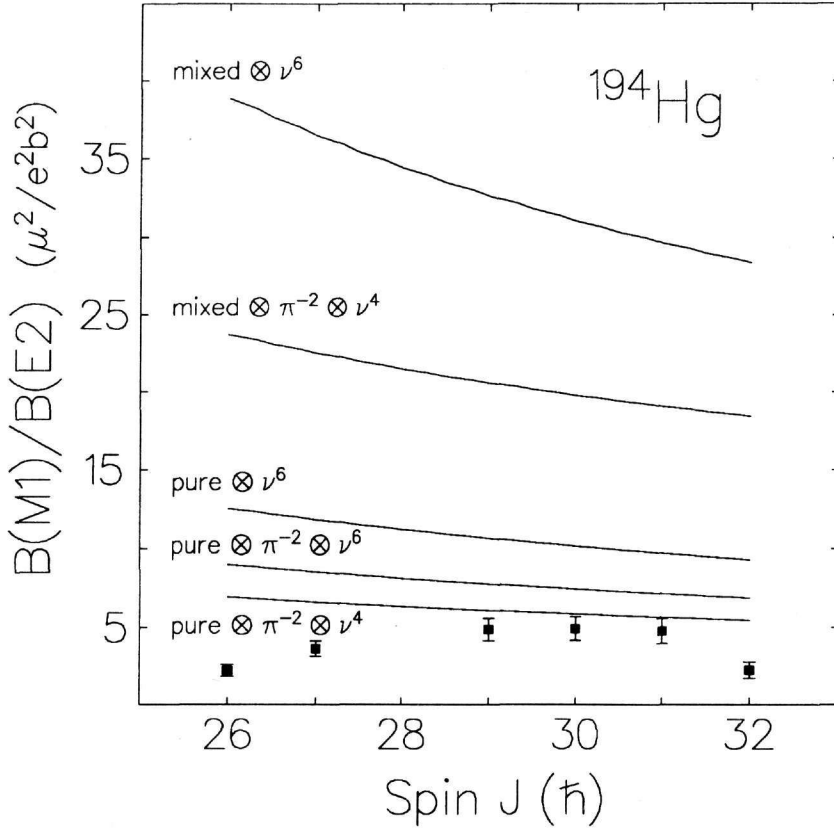 mixed ⊗ ν⁶
¹⁹⁴Hg
35
mixed ⊗ π⁻² ⊗ ν⁴
25
pure ⊗ ν⁶
15
pure ⊗ π⁻² ⊗ ν⁶
pure ⊗ π⁻² ⊗ ν⁴
5
B(M1)/B(E2) (μ²/e²b²)
26 28 30 32
Spin J (ħ)